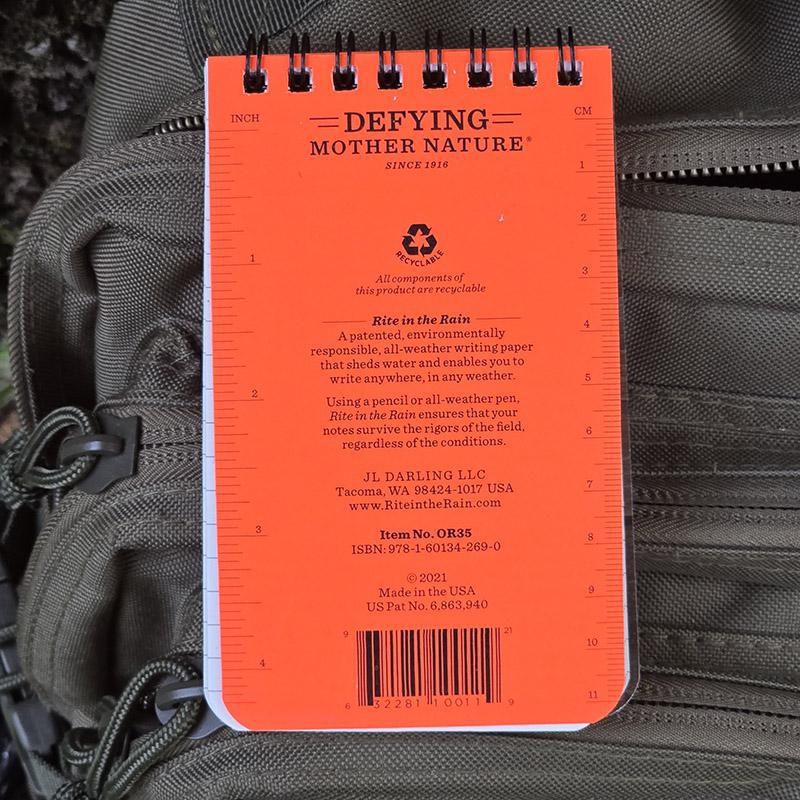 INCH
CM
DEFYING
MOTHER NATURE®
SINCE 1916
1
2
3
4
5
6
7
8
9
10
11
1
2
3
4
RECYCLABLE
All components of
this product are recyclable
Rite in the Rain
A patented, environmentally
responsible, all-weather writing paper
that sheds water and enables you to
write anywhere, in any weather.
Using a pencil or all-weather pen,
Rite in the Rain ensures that your
notes survive the rigors of the field,
regardless of the conditions.
JL DARLING LLC
Tacoma, WA 98424-1017 USA
www.RiteintheRain.com
Item No. OR35
ISBN: 978-1-60134-269-0
© 2021
Made in the USA
US Pat No. 6,863,940
9 21
6 32281 10011 9